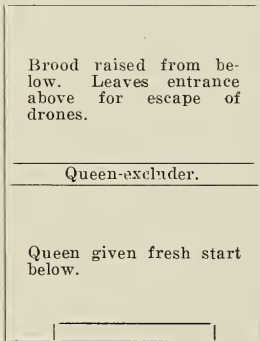 Brood raised from be-
low. Leaves entrance
above for escape of
drones.
Queen-excluder.
Queen given fresh start
below.